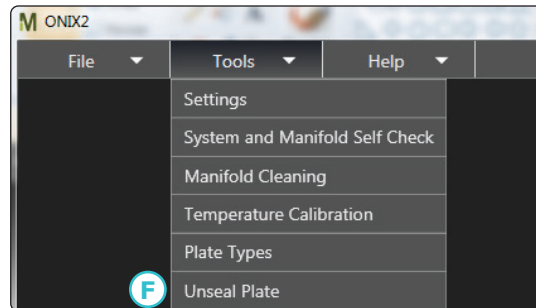 M ONIX2
File Tools Help
Settings
System and Manifold Self Check
Manifold Cleaning
Temperature Calibration
Plate Types
F Unseal Plate